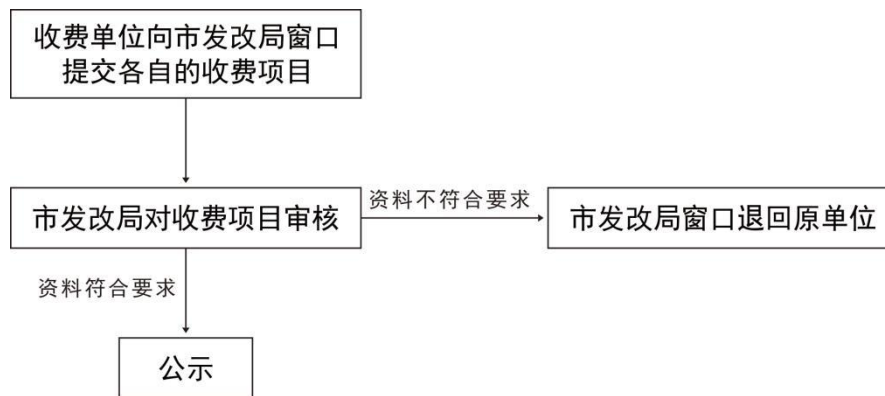 收费单位向市发改局窗口
提交各自的收费项目
市发改局对收费项目审核
资料不符合要求
市发改局窗口退回原单位
资料符合要求
公示